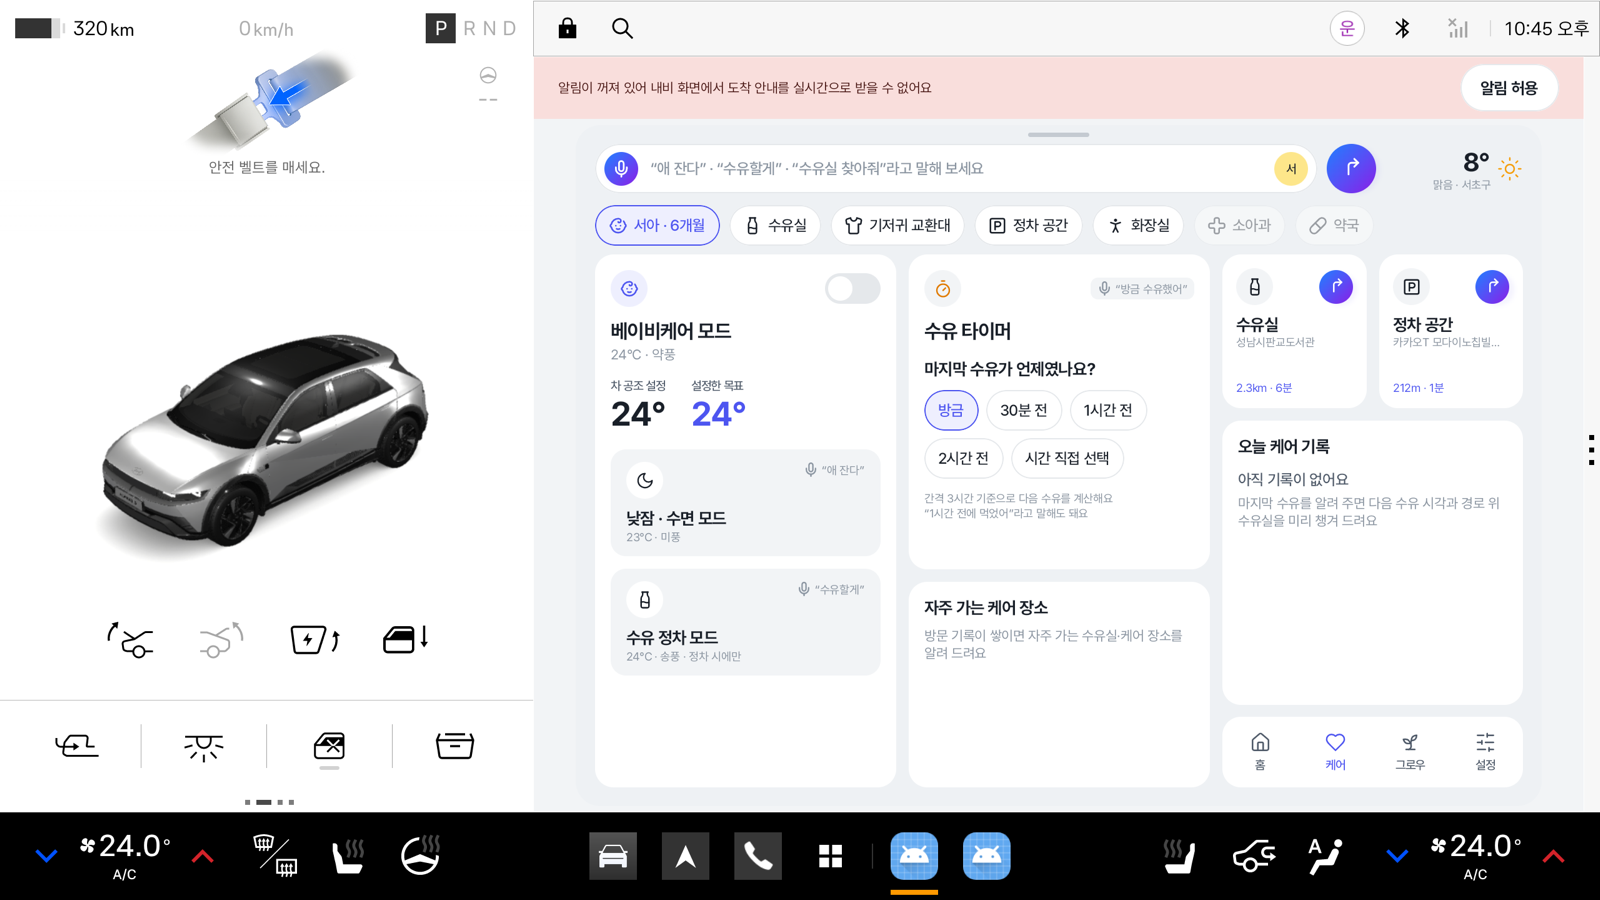 320 km
0 km/h
P R N D
운
10:45 오후
안전 벨트를 매세요.
알림이 꺼져 있어 내비 화면에서 도착 안내를 실시간으로 받을 수 없어요
알림 허용
“애 잔다” · “수유할게” · “수유실 찾아줘”라고 말해 보세요
서
8°
맑음 · 서초구
서아 · 6개월
수유실
기저귀 교환대
정차 공간
화장실
소아과
약국
베이비케어 모드
24°C · 약풍
차 공조 설정
설정한 목표
24°
24°
“애 잔다”
낮잠 · 수면 모드
23°C · 미풍
“수유할게”
수유 정차 모드
24°C · 송풍 · 정차 시에만
“방금 수유했어”
수유 타이머
마지막 수유가 언제였나요?
방금
30분 전
1시간 전
2시간 전
시간 직접 선택
간격 3시간 기준으로 다음 수유를 계산해요
“1시간 전에 먹었어”라고 말해도 돼요
자주 가는 케어 장소
방문 기록이 쌓이면 자주 가는 수유실·케어 장소를
알려 드려요
수유실
성남시판교도서관
2.3km · 6분
정차 공간
카카오T 모다이노칩빌...
212m · 1분
오늘 케어 기록
아직 기록이 없어요
마지막 수유를 알려 주면 다음 수유 시각과 경로 위
수유실을 미리 챙겨 드려요
홈
케어
그로우
설정
24.0°
A/C
A
24.0°
A/C